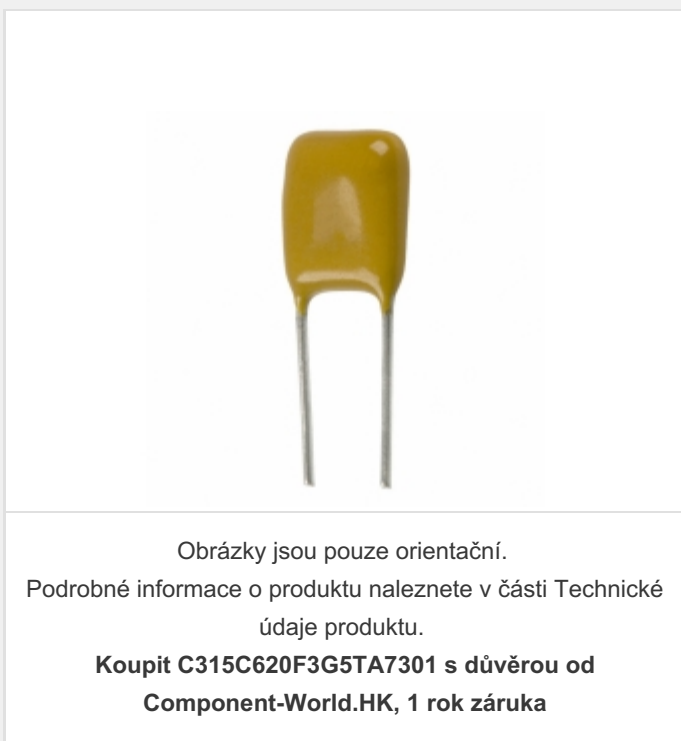 Obrázky jsou pouze orientační.
Podrobné informace o produktu naleznete v části Technické
údaje produktu.
Koupit C315C620F3G5TA7301 s důvěrou od
Component-World.HK, 1 rok záruka